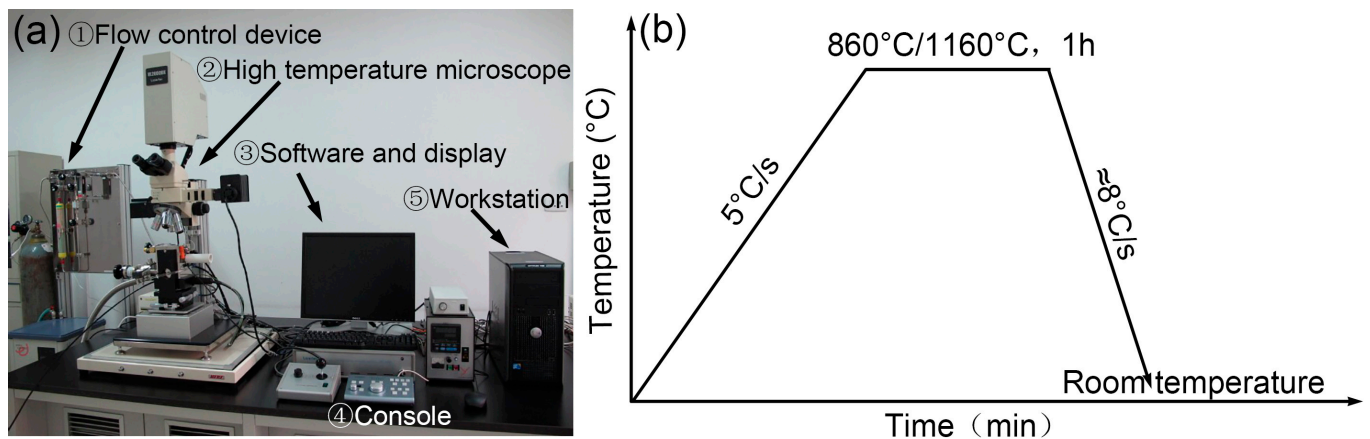 (a)
①Flow control device
②High temperature microscope
③Software and display
⑤Workstation
④Console
(b)
860°C/1160°C，1h
5°C/s
≈8°C/s
Temperature (°C)
Room temperature
Time（min）